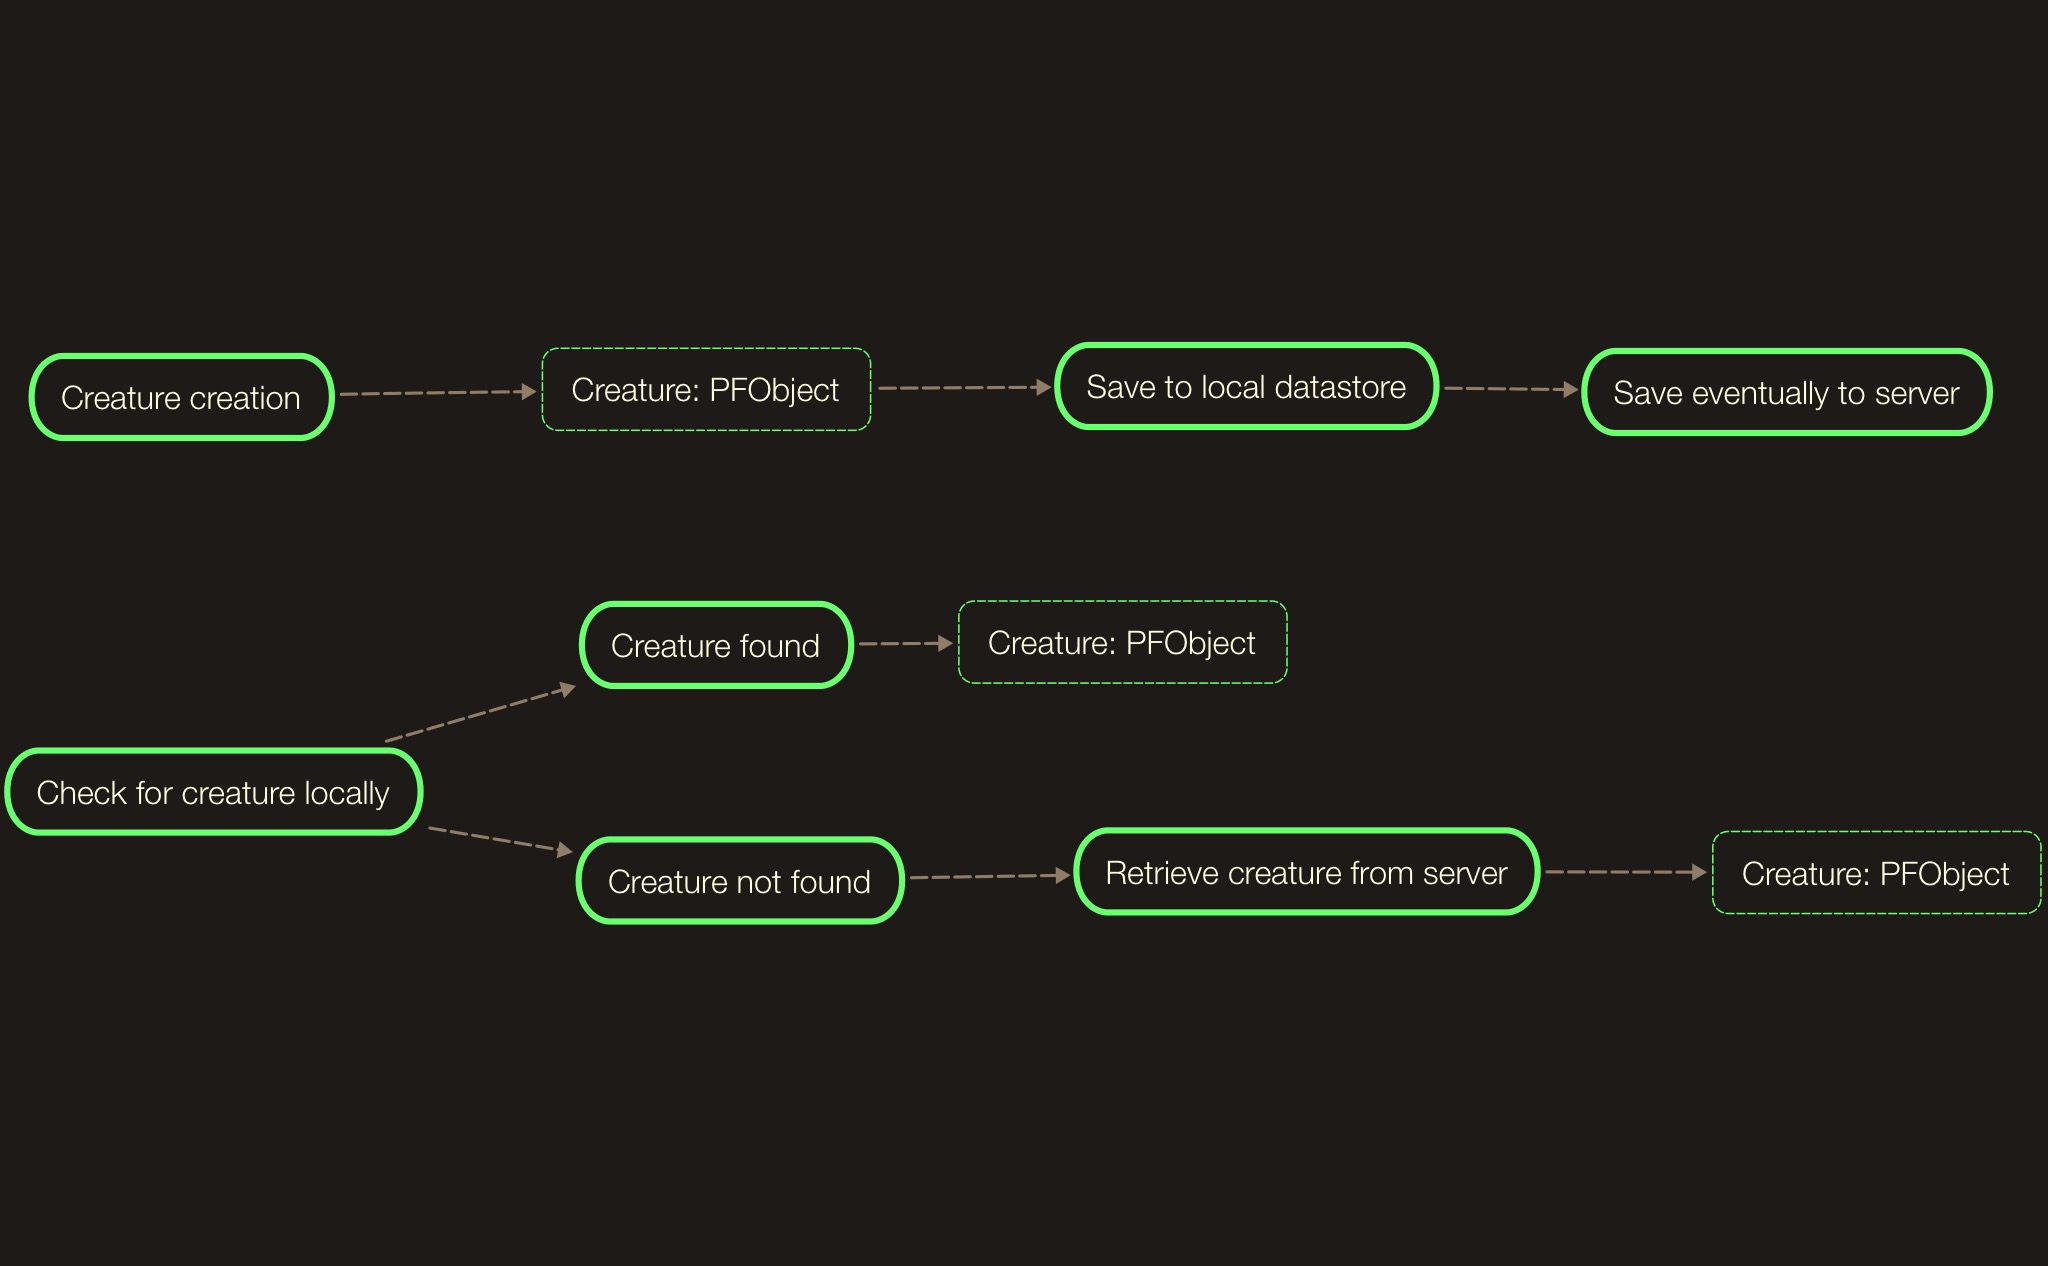 Creature creation
Creature: PFObject
Save to local datastore
Save eventually to server
Creature found
Creature: PFObject
Check for creature locally
Creature not found
Retrieve creature from server
Creature: PFObject